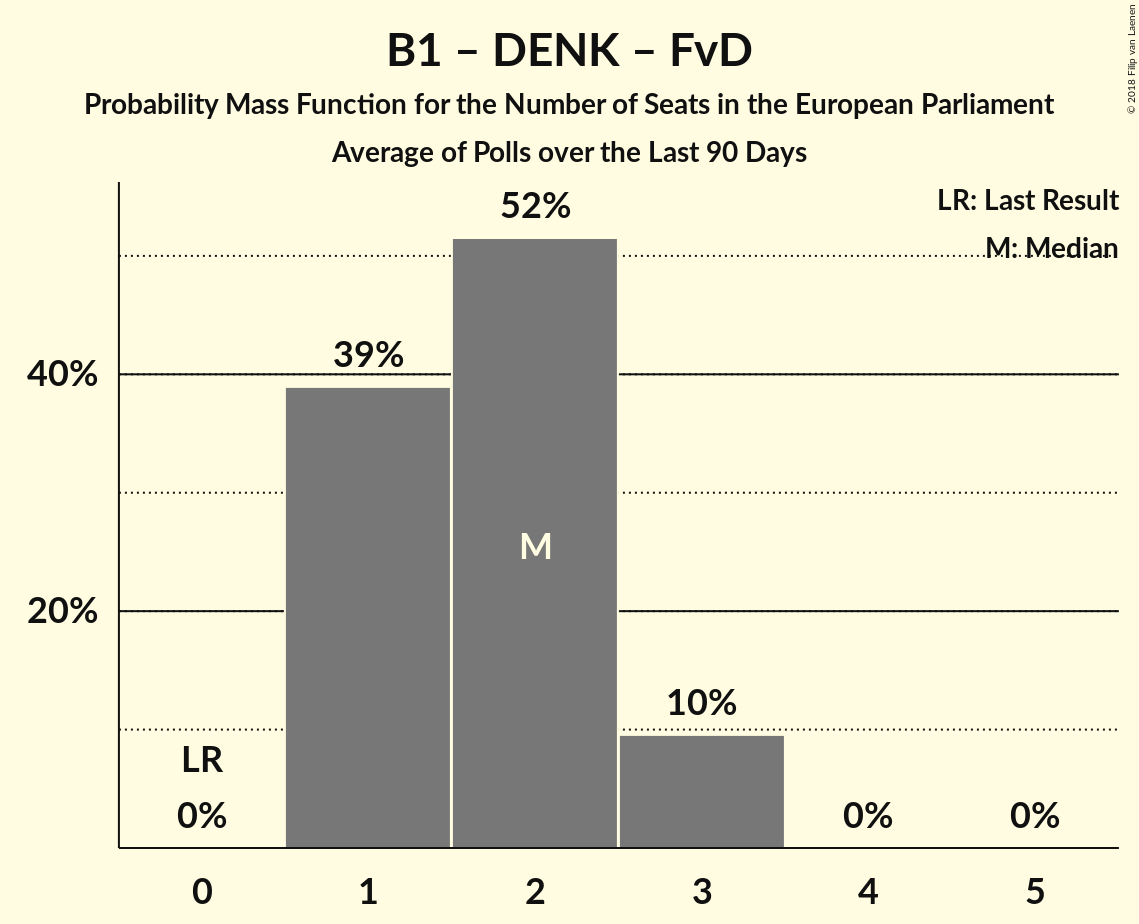 B1 – DENK – FvD
Probability Mass Function for the Number of Seats in the European Parliament
Average of Polls over the Last 90 Days
© 2018 Filip van Laenen
LR: Last Result
M: Median
52%
39%
40%
M
20%
10%
LR
0%
0%
0%
0 1 2 3 4 5